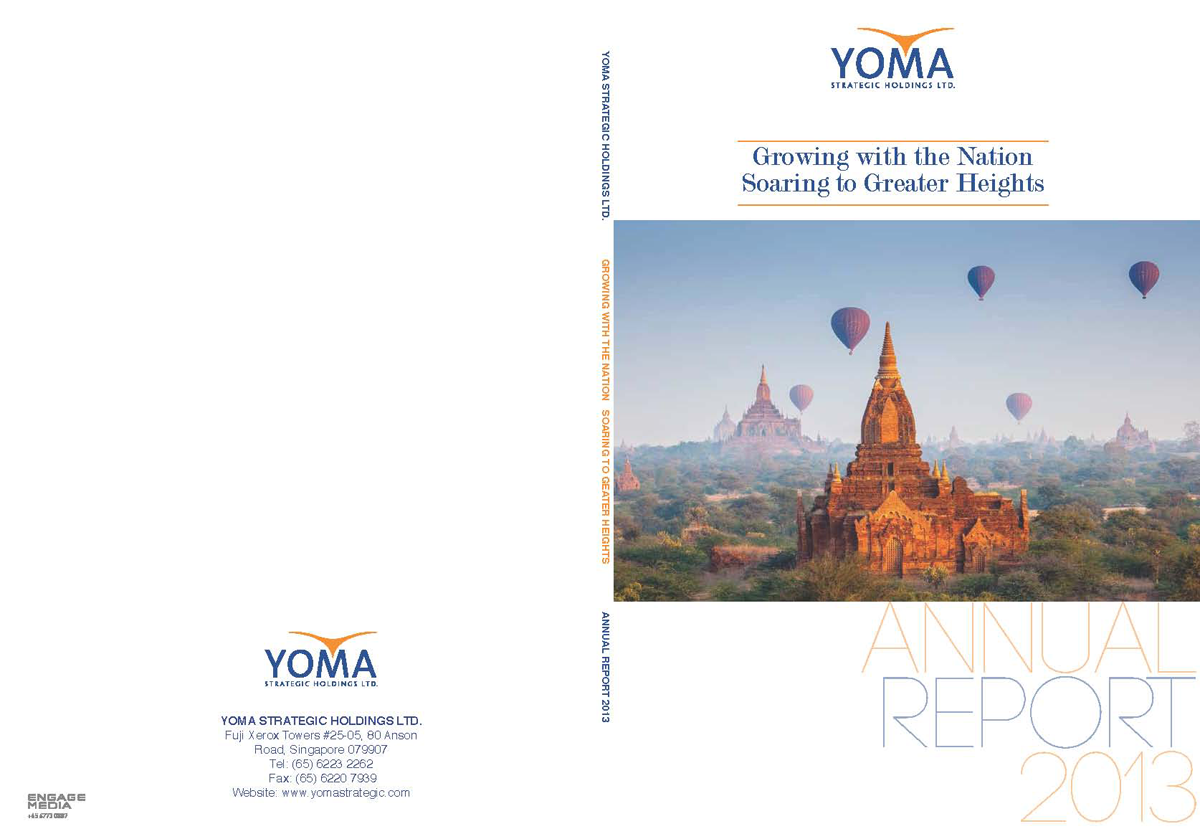 YOMA
STRATEGIC HOLDINGS LTD.
YOMA STRATEGIC HOLDINGS LTD.
Fuji Xerox Towers #25-05, 80 Anson
Road, Singapore 079907
Tel: (65) 6223 2262
Fax: (65) 6220 7939
Website: www.yomastrategic.com
ENGAGE
MEDIA
+65 6773 0887
YOMA STRATEGIC HOLDINGS LTD.
GROWING WITH THE NATION SOARING TO GEATER HEIGHTS
ANNUAL REPORT 2013
YOMA
STRATEGIC HOLDINGS LTD.
Growing with the Nation
Soaring to Greater Heights
ANNUAL
REPORT
2013